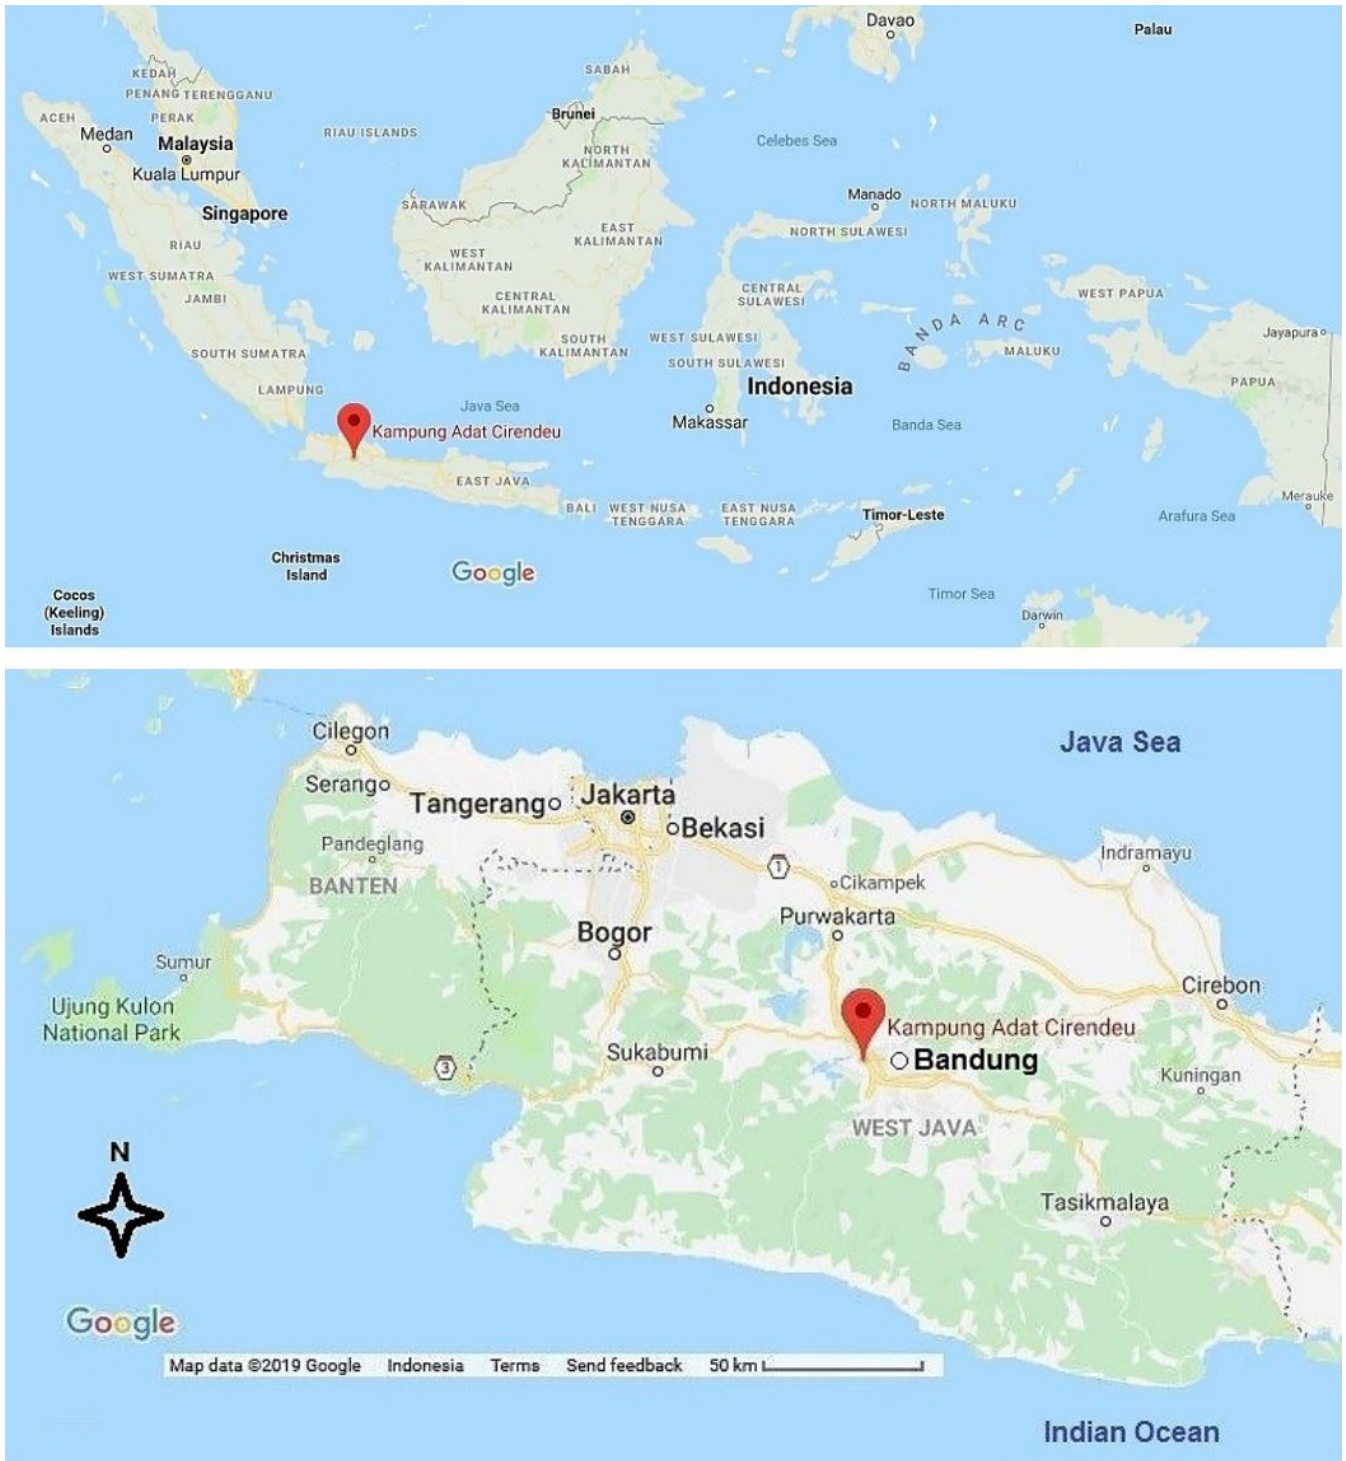 Davao
Palau
KEDAH
SABAH
PENANG TERENGGANU
ACEH
PERAK
Brunei
Medan
Malaysia
RIAU ISLANDS
Celebes Sea
NORTH
KALIMANTAN
Kuala Lumpur
Manado
NORTH MALUKU
SARAWAK
Singapore
EAST
KALIMANTAN
NORTH SULAWESI
RIAU
WEST
KALIMANTAN
WEST SUMATRA
JAMBI
CENTRAL
KALIMANTAN
CENTRAL
SULAWESI
WEST PAPUA
BANDA ARC
Jayapura
SOUTH
KALIMANTAN
WEST SULAWESI
SOUTH SULAWESI
MALUKU
SOUTH SUMATRA
LAMPUNG
Indonesia
PAPUA
Java Sea
Kampung Adat Cirendeu
Makassar
Banda Sea
EAST JAVA
Merauke
BALI
WEST NUSA
TENGGARA
EAST NUSA
TENGGARA
Timor-Leste
Arafura Sea
Christmas
Island
Google
Cocos
(Keeling)
Islands
Timor Sea
Darwin
Cilegon
Java Sea
Serang
Tangerang
Jakarta
Bekasi
Pandeglang
1
Indramayu
BANTEN
Cikampek
Purwakarta
Bogor
Sumur
Cirebon
Ujung Kulon
National Park
Kampung Adat Cirendeu
Sukabumi
Bandung
3
Kuningan
WEST JAVA
N
Tasikmalaya
Google
Map data ©2019 Google Indonesia Terms Send feedback 50 km
Indian Ocean